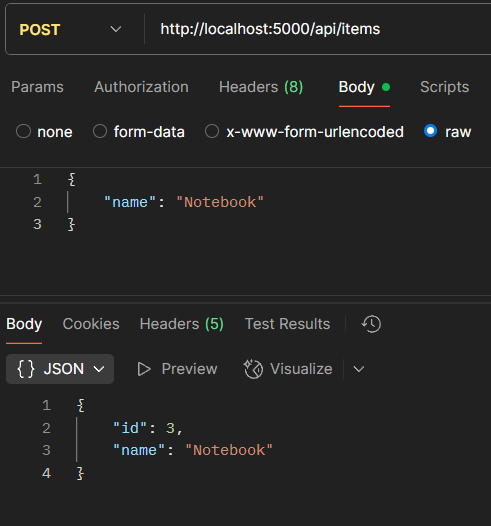 POST http://localhost:5000/api/items
Params Authorization Headers (8) Body Scripts
none form-data x-www-form-urlencoded raw
1 {
2 "name": "Notebook"
3 }
Body Cookies Headers (5) Test Results
{} JSON Preview Visualize
1 {
2 "id": 3,
3 "name": "Notebook"
4 }